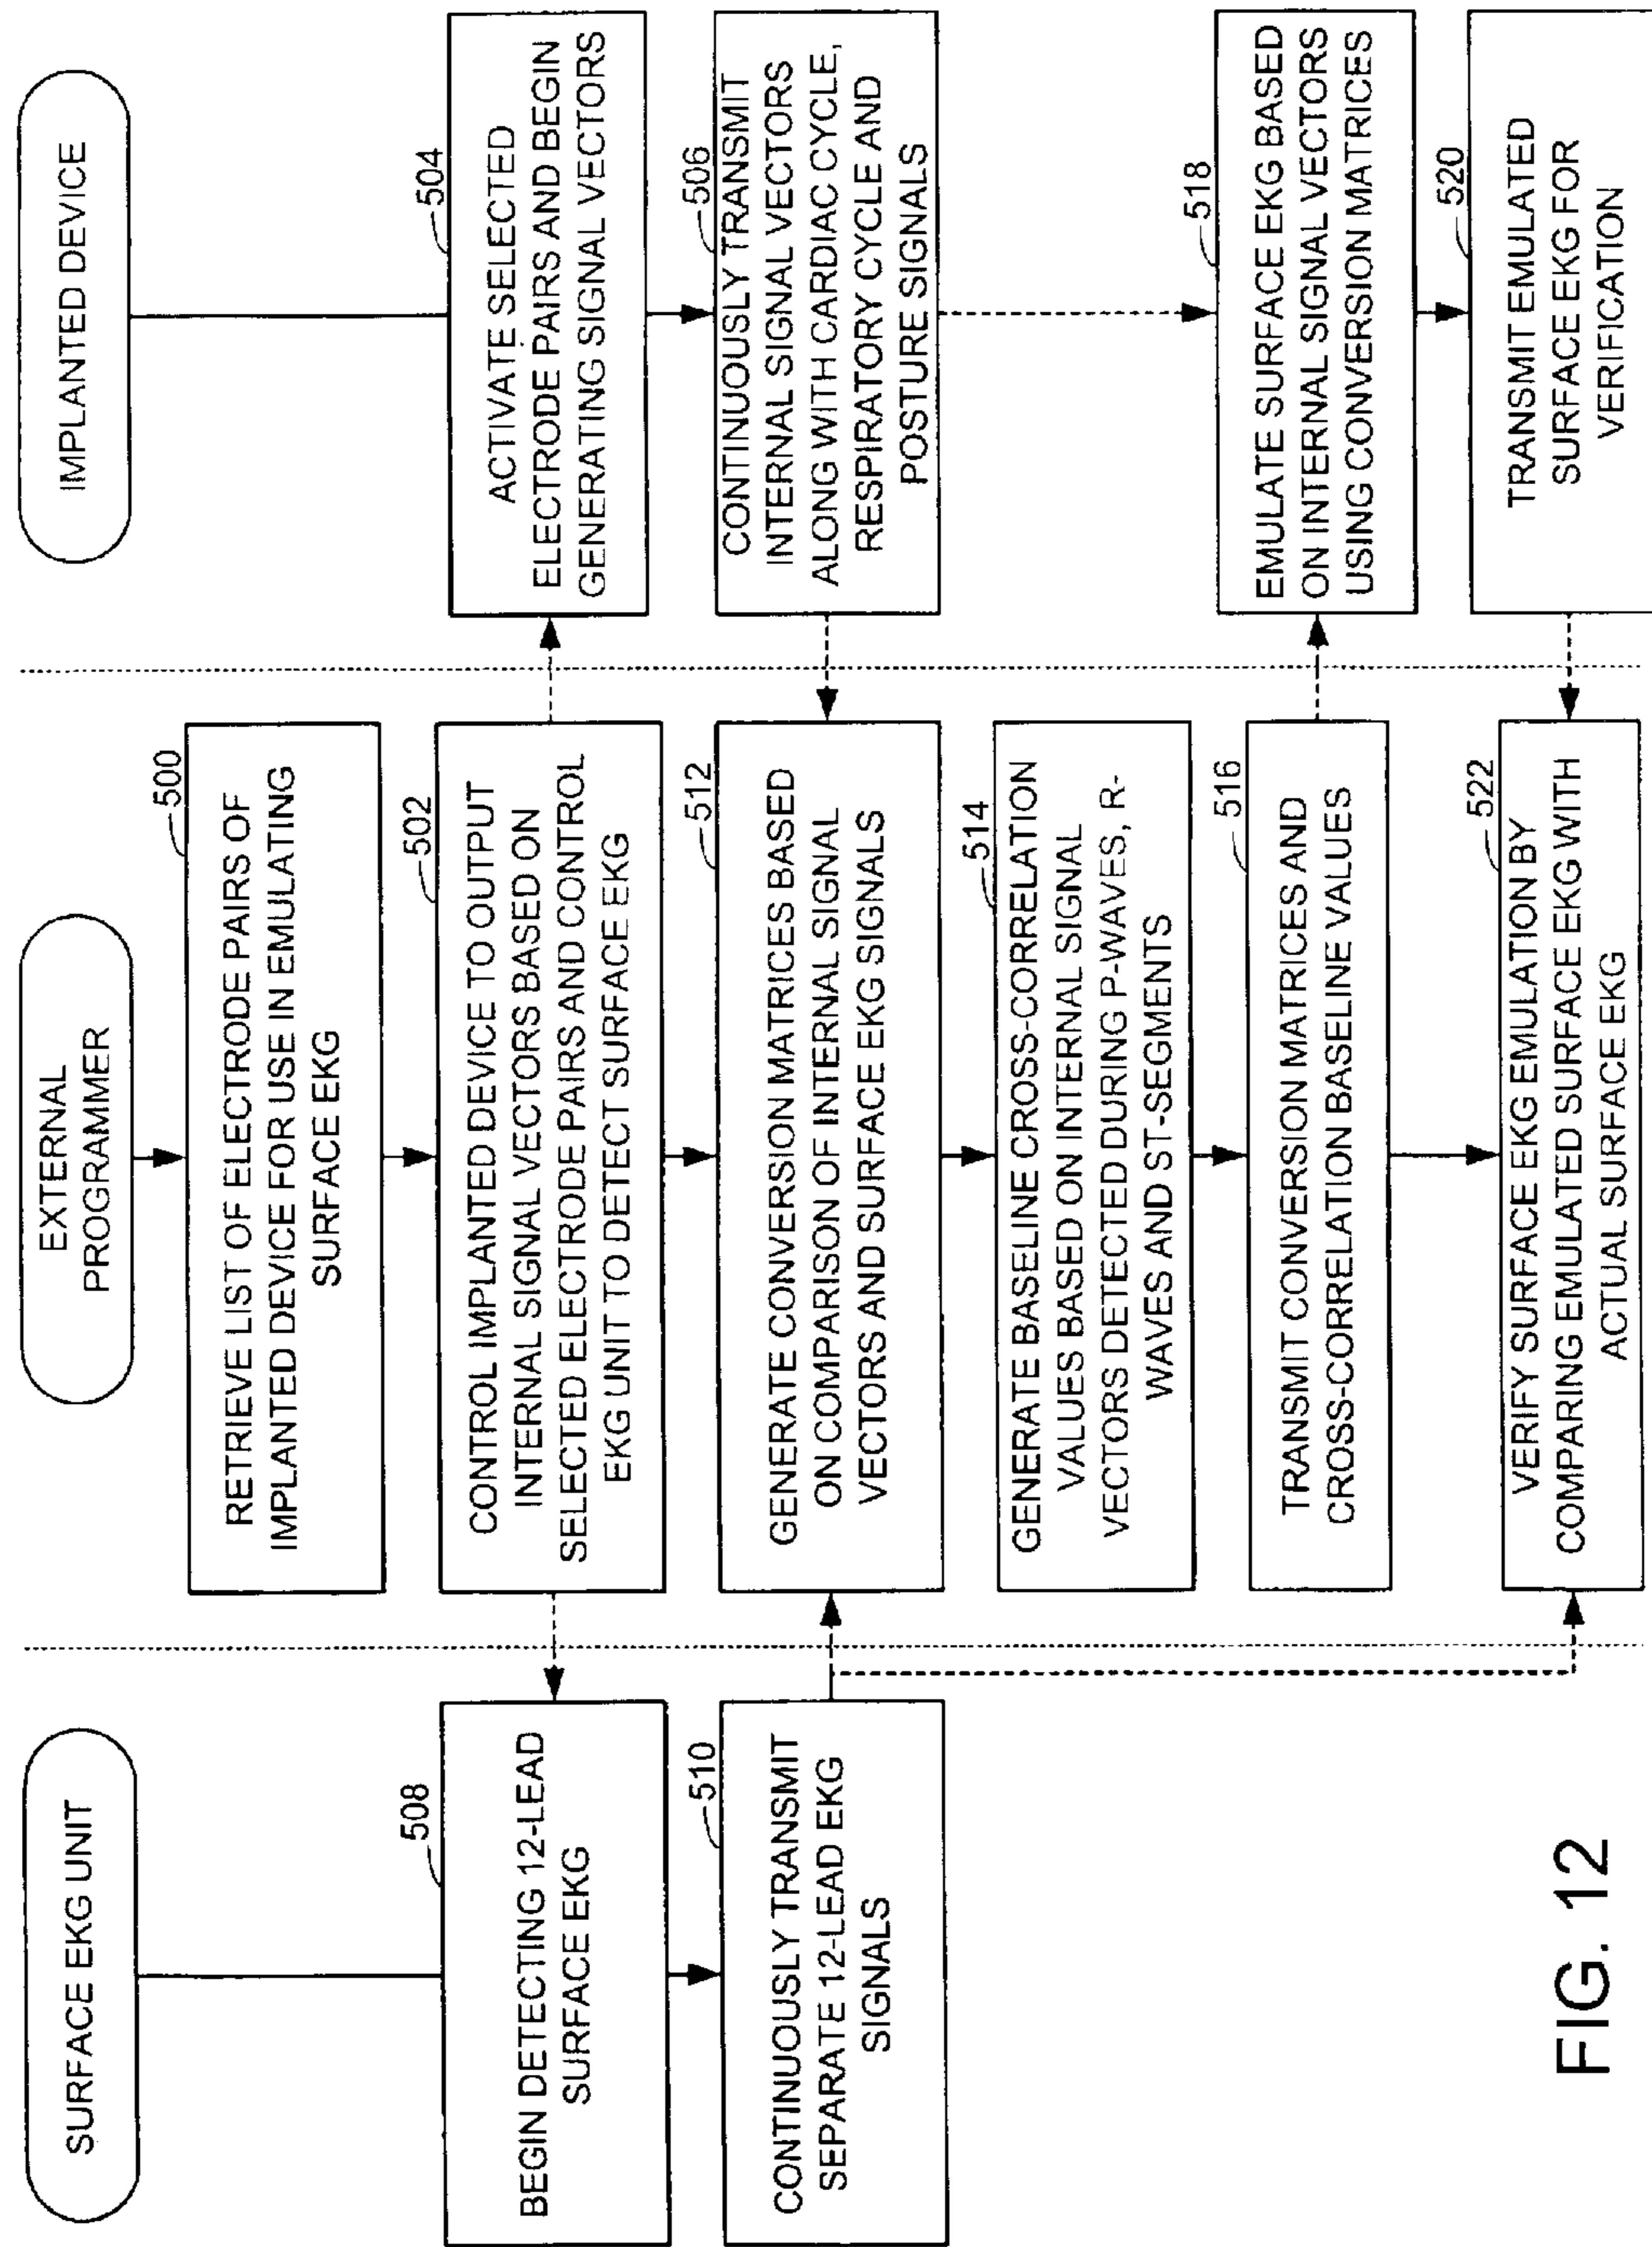 SURFACE EKG UNIT
508
BEGIN DETECTING 12-LEAD
SURFACE EKG
510
CONTINUOUSLY TRANSMIT
SEPARATE 12-LEAD EKG
SIGNALS
EXTERNAL
PROGRAMMER
500
RETRIEVE LIST OF ELECTRODE PAIRS OF
IMPLANTED DEVICE FOR USE IN EMULATING
SURFACE EKG
502
CONTROL IMPLANTED DEVICE TO OUTPUT
INTERNAL SIGNAL VECTORS BASED ON
SELECTED ELECTRODE PAIRS AND CONTROL
EKG UNIT TO DETECT SURFACE EKG
512
GENERATE CONVERSION MATRICES BASED
ON COMPARISON OF INTERNAL SIGNAL
VECTORS AND SURFACE EKG SIGNALS
514
GENERATE BASELINE CROSS-CORRELATION
VALUES BASED ON INTERNAL SIGNAL
VECTORS DETECTED DURING P-WAVES, R-
WAVES AND ST-SEGMENTS
516
TRANSMIT CONVERSION MATRICES AND
CROSS-CORRELATION BASELINE VALUES
522
VERIFY SURFACE EKG EMULATION BY
COMPARING EMULATED SURFACE EKG WITH
ACTUAL SURFACE EKG
IMPLANTED DEVICE
504
ACTIVATE SELECTED
ELECTRODE PAIRS AND BEGIN
GENERATING SIGNAL VECTORS
506
CONTINUOUSLY TRANSMIT
INTERNAL SIGNAL VECTORS
ALONG WITH CARDIAC CYCLE,
RESPIRATORY CYCLE AND
POSTURE SIGNALS
518
EMULATE SURFACE EKG BASED
ON INTERNAL SIGNAL VECTORS
USING CONVERSION MATRICES
520
TRANSMIT EMULATED
SURFACE EKG FOR
VERIFICATION
FIG. 12